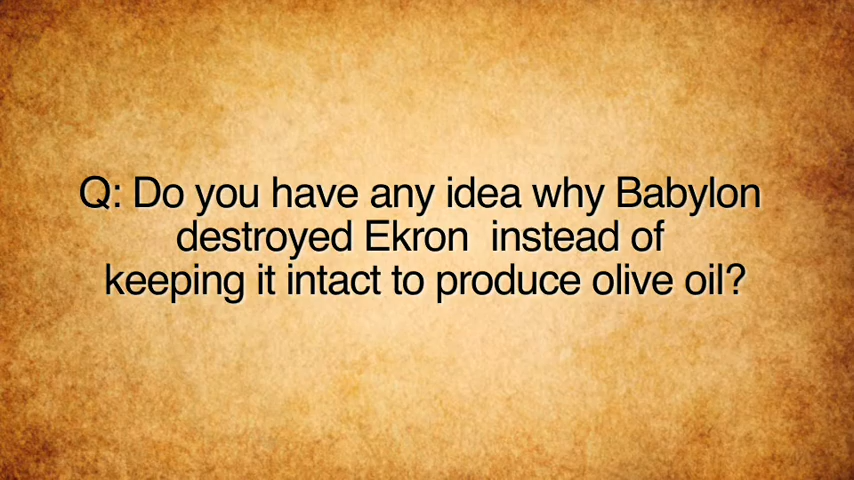 Q: Do you have any idea why Babylon
destroyed Ekron  instead of
keeping it intact to produce olive oil?